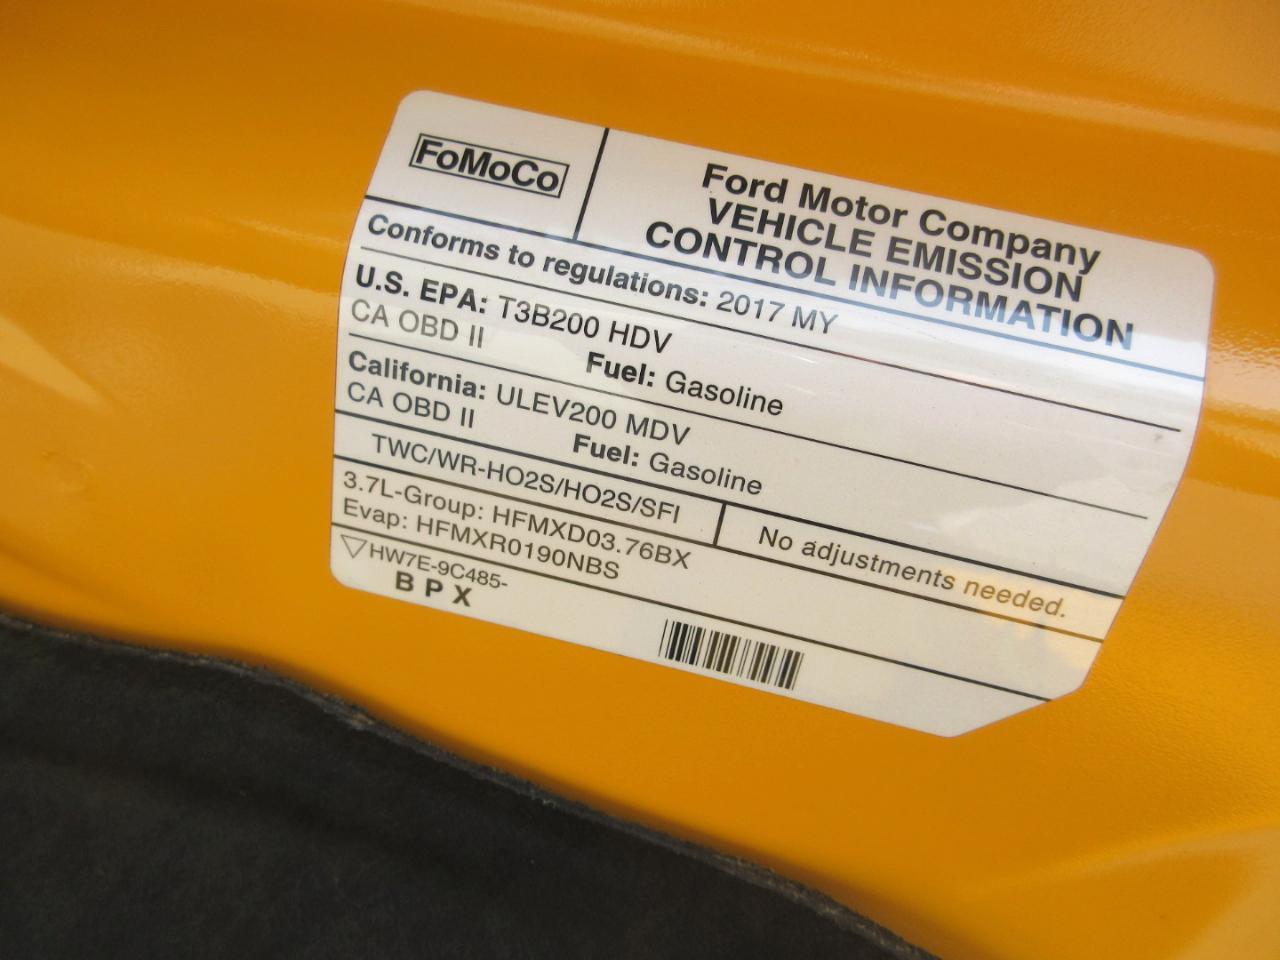 FoMoCo
Ford Motor Company
VEHICLE EMISSION
CONTROL INFORMATION
Conforms to regulations: 2017 MY
U.S. EPA: T3B200 HDV
CA OBD II Fuel: Gasoline
California: ULEV200 MDV
CA OBD II Fuel: Gasoline
TWC/WR-HO2S/HO2S/SFI
No adjustments needed.
3.7L-Group: HFMXD03.76BX
Evap: HFMXR0190NBS
▽HW7E-9C485-
B P X